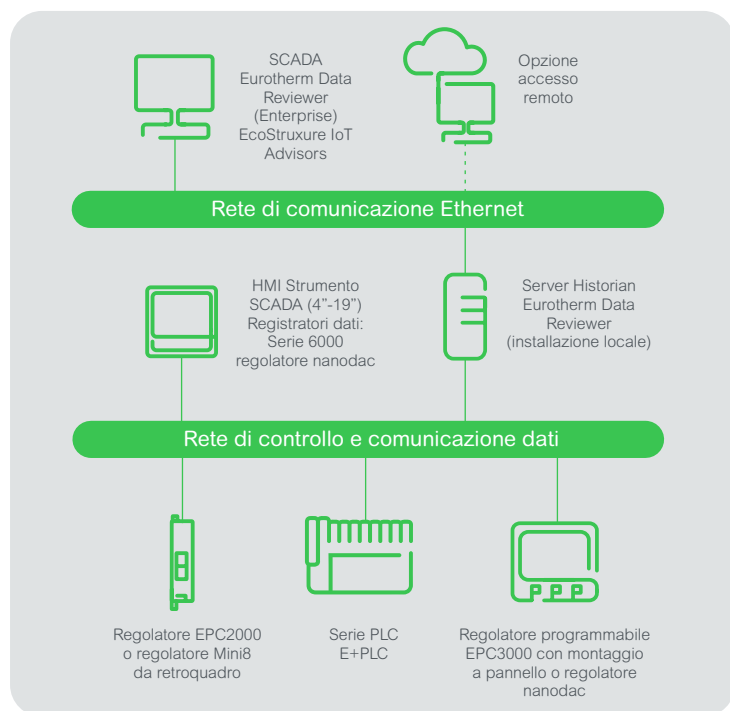 SCADA
Eurotherm Data
Reviewer
(Enterprise)
EcoStruxure IoT
Advisors
Opzione
accesso
remoto
Rete di comunicazione Ethernet
HMI Strumento
SCADA (4”-19”)
Registratori dati:
Serie 6000
regolatore nanodac
Server Historian
Eurotherm Data
Reviewer
(installazione locale)
Rete di controllo e comunicazione dati
Regolatore EPC2000
o regolatore Mini8
da retroquadro
Serie PLC
E+PLC
Regolatore programmabile
EPC3000 con montaggio
a pannello o regolatore
nanodac